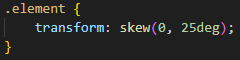 .element {
    transform: skew(0, 25deg);
}